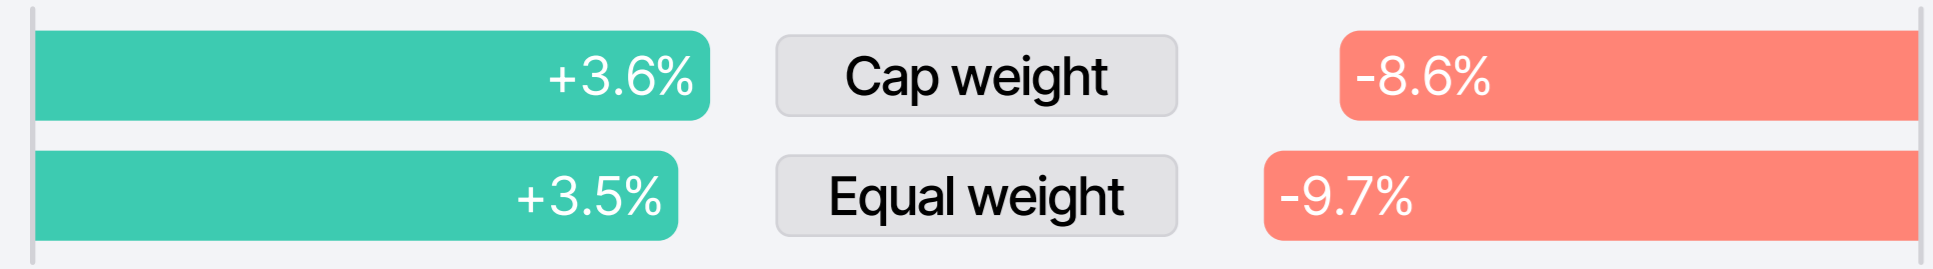 +3.6% Cap weight -8.6%
+3.5% Equal weight -9.7%